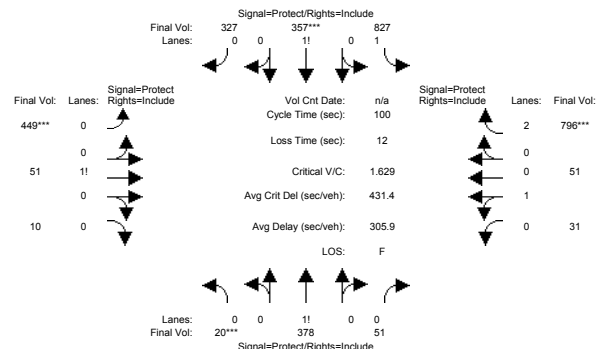 Signal=Protect/Rights=Include
Final Vol: 327 357*** 827
Lanes: 0 0 1! 0 1
Signal=Protect Signal=Protect
Final Vol: Lanes: Rights=Include Vol Cnt Date: n/a Rights=Include Lanes: Final Vol:
Cycle Time (sec): 100
449*** 0 2 796***
Loss Time (sec): 12
0 0
51 1! Critical V/C: 1.629 0 51
0 Avg Crit Del (sec/veh): 431.4 1
10 0 Avg Delay (sec/veh): 305.9 0 31
LOS: F
Lanes: 0 0 1! 0 0
Final Vol: 20*** 378 51
Signal=Protect/Rights=Include